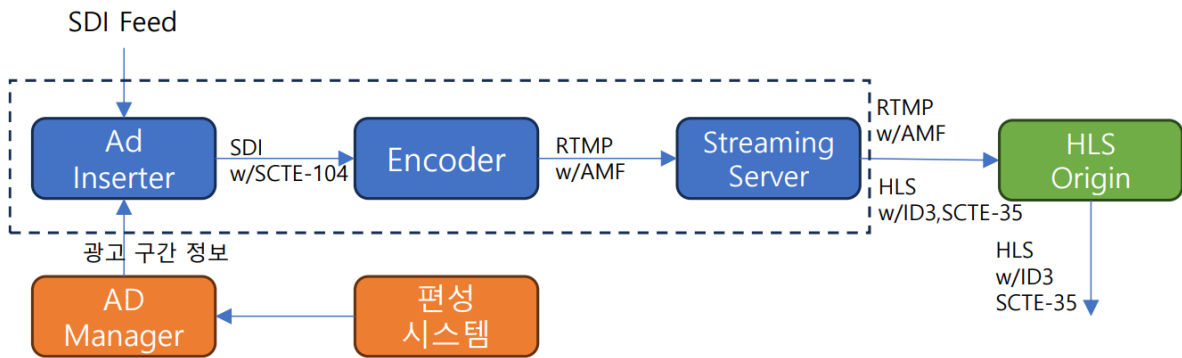 SDI Feed
Ad
Inserter
SDI
w/SCTE-104
Encoder
RTMP
w/AMF
Streaming
Server
RTMP
w/AMF
HLS
w/ID3,SCTE-35
HLS
Origin
광고 구간 정보
HLS
w/ID3
SCTE-35
AD
Manager
편성
시스템